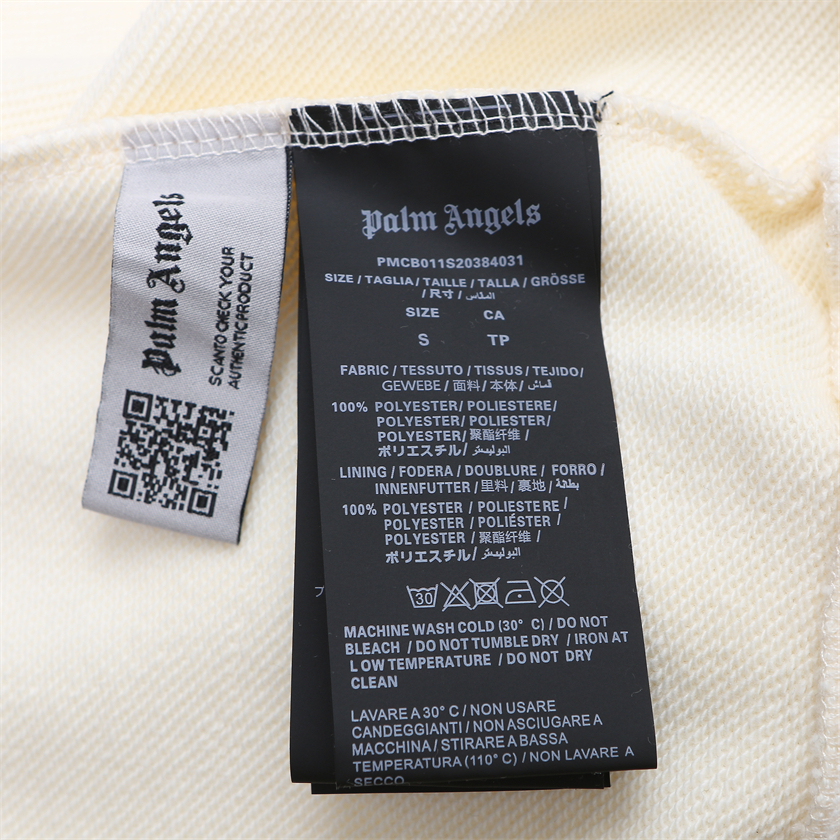 Palm Angels
SCAN TO CHECK YOUR
AUTHENTIC PRODUCT
Palm Angels
PMCB011S20384031
SIZE / TAGLIA / TAILLE / TALLA / GRÖSSE
/ 尺寸 / المقاس
SIZE CA
S TP
FABRIC / TESSUTO / TISSUS / TEJIDO/
GEWEBE / 面料 / 本体 / قماش
100% POLYESTER/ POLIESTERE/
POLYESTER/ POLIESTER/
POLYESTER/ 聚酯纤维 /
ポリエスチル/ البوليستر
LINING / FODERA / DOUBLURE / FORRO /
INNENFUTTER / 里料 / 裏地 / بطانة
100% POLYESTER / POLIESTERE /
POLYESTER / POLIÉSTER /
POLYESTER / 聚酯纤维 /
ポリエスチル / البوليستر
30
MACHINE WASH COLD (30° C) / DO NOT
BLEACH / DO NOT TUMBLE DRY / IRON AT
LOW TEMPERATURE / DO NOT DRY
CLEAN
LAVARE A 30° C / NON USARE
CANDEGGIANTI / NON ASCIUGARE A
MACCHINA / STIRARE A BASSA
TEMPERATURA (110° C) / NON LAVARE A
SECCO